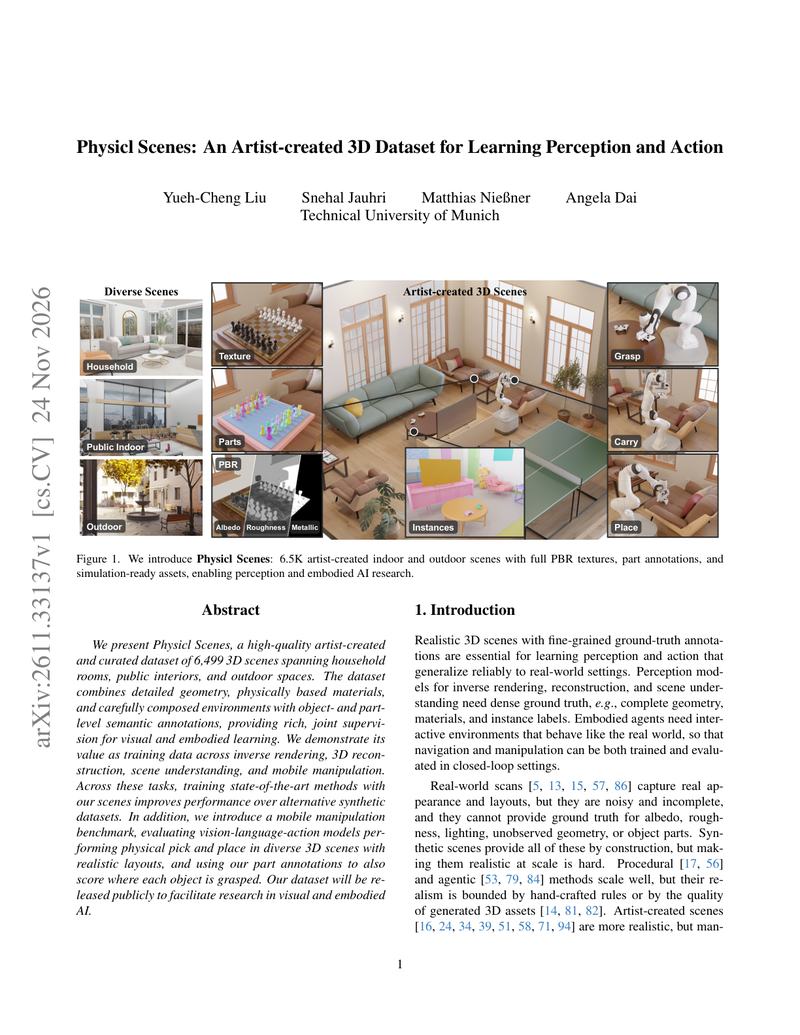 Physicl Scenes: An Artist-created 3D Dataset for Learning Perception and Action
Yueh-Cheng Liu Snehal Jauhri Matthias Nießner Angela Dai
Technical University of Munich
arXiv:2611.33137v1 [cs.CV] 24 Nov 2026
Diverse Scenes
Household
Public Indoor
Outdoor
Texture
Parts
PBR
Albedo Roughness Metallic
Artist-created 3D Scenes
Instances
Grasp
Carry
Place
Figure 1. We introduce Physicl Scenes: 6.5K artist-created indoor and outdoor scenes with full PBR textures, part annotations, and
simulation-ready assets, enabling perception and embodied AI research.
Abstract
We present Physicl Scenes, a high-quality artist-created
and curated dataset of 6,499 3D scenes spanning household
rooms, public interiors, and outdoor spaces. The dataset
combines detailed geometry, physically based materials,
and carefully composed environments with object- and part-
level semantic annotations, providing rich, joint supervi-
sion for visual and embodied learning. We demonstrate its
value as training data across inverse rendering, 3D recon-
struction, scene understanding, and mobile manipulation.
Across these tasks, training state-of-the-art methods with
our scenes improves performance over alternative synthetic
datasets. In addition, we introduce a mobile manipulation
benchmark, evaluating vision-language-action models per-
forming physical pick and place in diverse 3D scenes with
realistic layouts, and using our part annotations to also
score where each object is grasped. Our dataset will be re-
leased publicly to facilitate research in visual and embodied
AI.
1. Introduction
Realistic 3D scenes with fine-grained ground-truth annota-
tions are essential for learning perception and action that
generalize reliably to real-world settings. Perception mod-
els for inverse rendering, reconstruction, and scene under-
standing need dense ground truth, e.g., complete geometry,
materials, and instance labels. Embodied agents need inter-
active environments that behave like the real world, so that
navigation and manipulation can be both trained and evalu-
ated in closed-loop settings.
Real-world scans [5, 13, 15, 57, 86] capture real ap-
pearance and layouts, but they are noisy and incomplete,
and they cannot provide ground truth for albedo, rough-
ness, lighting, unobserved geometry, or object parts. Syn-
thetic scenes provide all of these by construction, but mak-
ing them realistic at scale is hard. Procedural [17, 56]
and agentic [53, 79, 84] methods scale well, but their re-
alism is bounded by hand-crafted rules or by the quality
of generated 3D assets [14, 81, 82]. Artist-created scenes
[16, 24, 34, 39, 51, 58, 71, 94] are more realistic, but man-
1